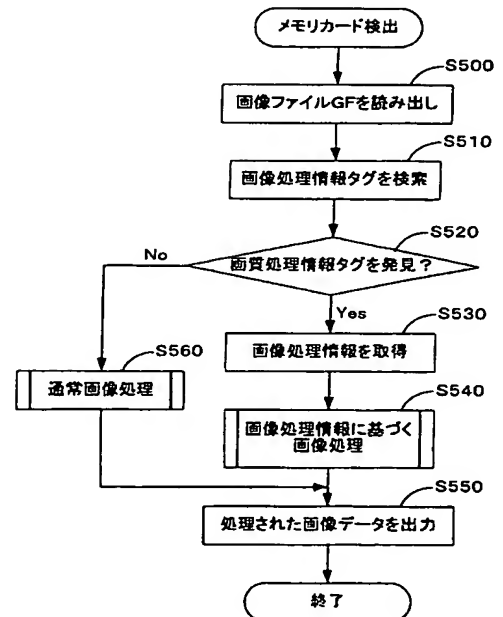 メモリカード検出
S500
画像ファイルGFを読み出し
S510
画像処理情報タグを検索
S520
画質処理情報タグを発見？
No
Yes
S530
画像処理情報を取得
S560
通常画像処理
S540
画像処理情報に基づく
画像処理
S550
処理された画像データを出力
終了